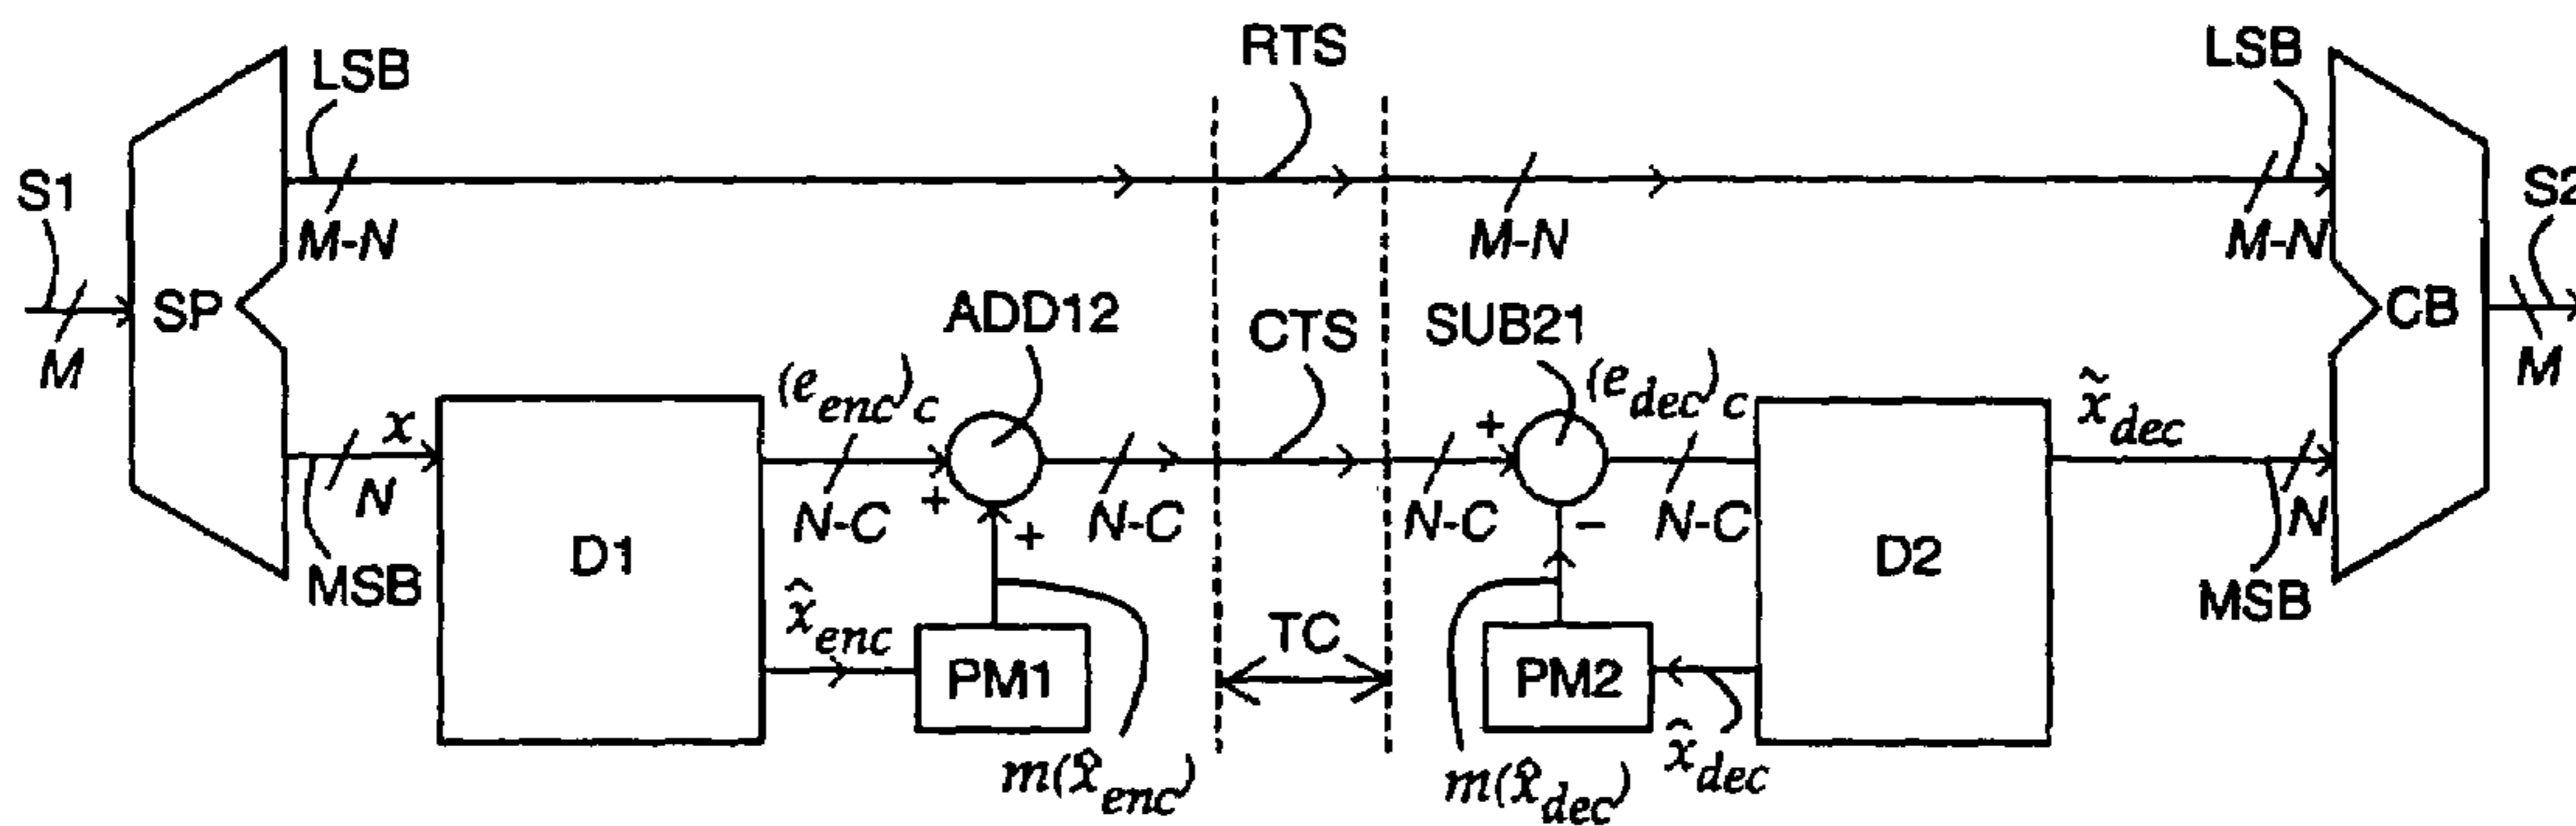 RTS
LSB
LSB
S1
S2
M-N
M-N
M-N
SP
CB
M
M
ADD12
CTS
SUB21
(e_enc)_c
(e_dec)_c
x̃_dec
x
+
N
+
N-C
N-C
N-C
N-C
N
+
−
MSB
D1
D2
MSB
x̂_enc
PM1
TC
PM2
m(x̂_enc)
m(x̂_dec)
x̂_dec